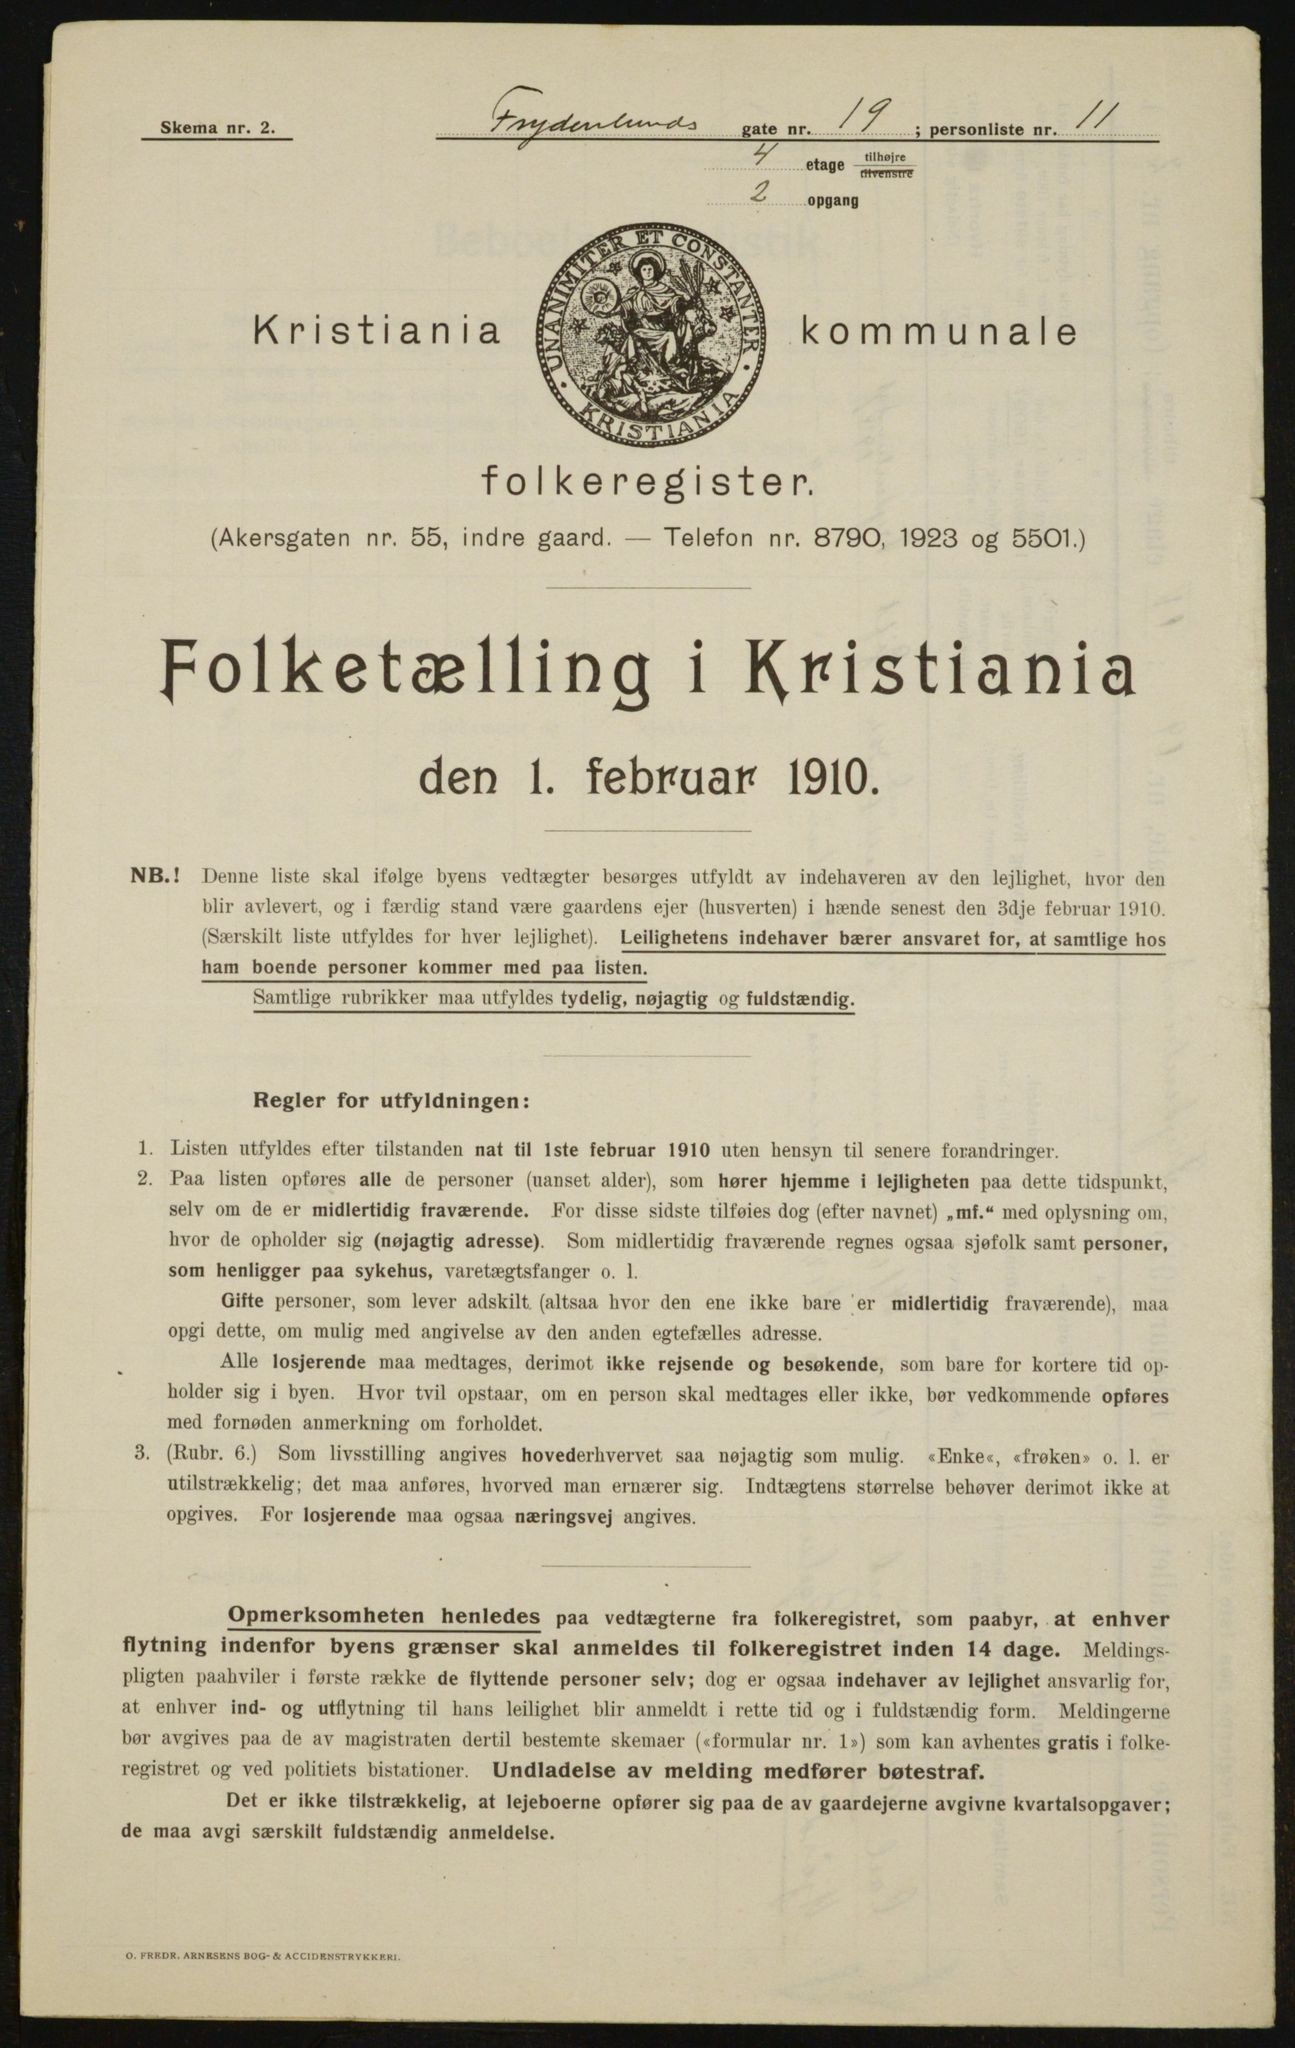 Skema nr. 2.
Frydenlunds gate nr. 19 ; personliste nr. 11
4 etage tilhøjre tilvenstre
2 opgang
UNANIMITER ET CONSTANTER · KRISTIANIA ·
Kristiania kommunale
folkeregister.
(Akersgaten nr. 55, indre gaard. — Telefon nr. 8790, 1923 og 5501.)
Folketælling i Kristiania
den 1. februar 1910.
NB.! Denne liste skal ifølge byens vedtægter besørges utfyldt av indehaveren av den lejlighet, hvor den
blir avlevert, og i færdig stand være gaardens ejer (husverten) i hænde senest den 3dje februar 1910.
(Særskilt liste utfyldes for hver lejlighet). Leilighetens indehaver bærer ansvaret for, at samtlige hos
ham boende personer kommer med paa listen.
Samtlige rubrikker maa utfyldes tydelig, nøjagtig og fuldstændig.
Regler for utfyldningen:
1. Listen utfyldes efter tilstanden nat til 1ste februar 1910 uten hensyn til senere forandringer.
2. Paa listen opføres alle de personer (uanset alder), som hører hjemme i lejligheten paa dette tidspunkt,
selv om de er midlertidig fraværende. For disse sidste tilføies dog (efter navnet) „mf.“ med oplysning om,
hvor de opholder sig (nøjagtig adresse). Som midlertidig fraværende regnes ogsaa sjøfolk samt personer,
som henligger paa sykehus, varetægtsfanger o. l.
Gifte personer, som lever adskilt (altsaa hvor den ene ikke bare er midlertidig fraværende), maa
opgi dette, om mulig med angivelse av den anden egtefælles adresse.
Alle losjerende maa medtages, derimot ikke rejsende og besøkende, som bare for kortere tid op-
holder sig i byen. Hvor tvil opstaar, om en person skal medtages eller ikke, bør vedkommende opføres
med fornøden anmerkning om forholdet.
3. (Rubr. 6.) Som livsstilling angives hovederhvervet saa nøjagtig som mulig. «Enke«, «frøken» o. l. er
utilstrækkelig; det maa anføres, hvorved man ernærer sig. Indtægtens størrelse behøver derimot ikke at
opgives. For losjerende maa ogsaa næringsvej angives.
Opmerksomheten henledes paa vedtægterne fra folkeregistret, som paabyr, at enhver
flytning indenfor byens grænser skal anmeldes til folkeregistret inden 14 dage. Meldings-
pligten paahviler i første række de flyttende personer selv; dog er ogsaa indehaver av lejlighet ansvarlig for,
at enhver ind- og utflytning til hans leilighet blir anmeldt i rette tid og i fuldstændig form. Meldingerne
bør avgives paa de av magistraten dertil bestemte skemaer («formular nr. 1») som kan avhentes gratis i folke-
registret og ved politiets bistationer. Undladelse av melding medfører bøtestraf.
Det er ikke tilstrækkelig, at lejeboerne opfører sig paa de av gaardejerne avgivne kvartalsopgaver;
de maa avgi særskilt fuldstændig anmeldelse.
O. FREDR. ARNESENS BOG- & ACCIDENSTRYKKERI.